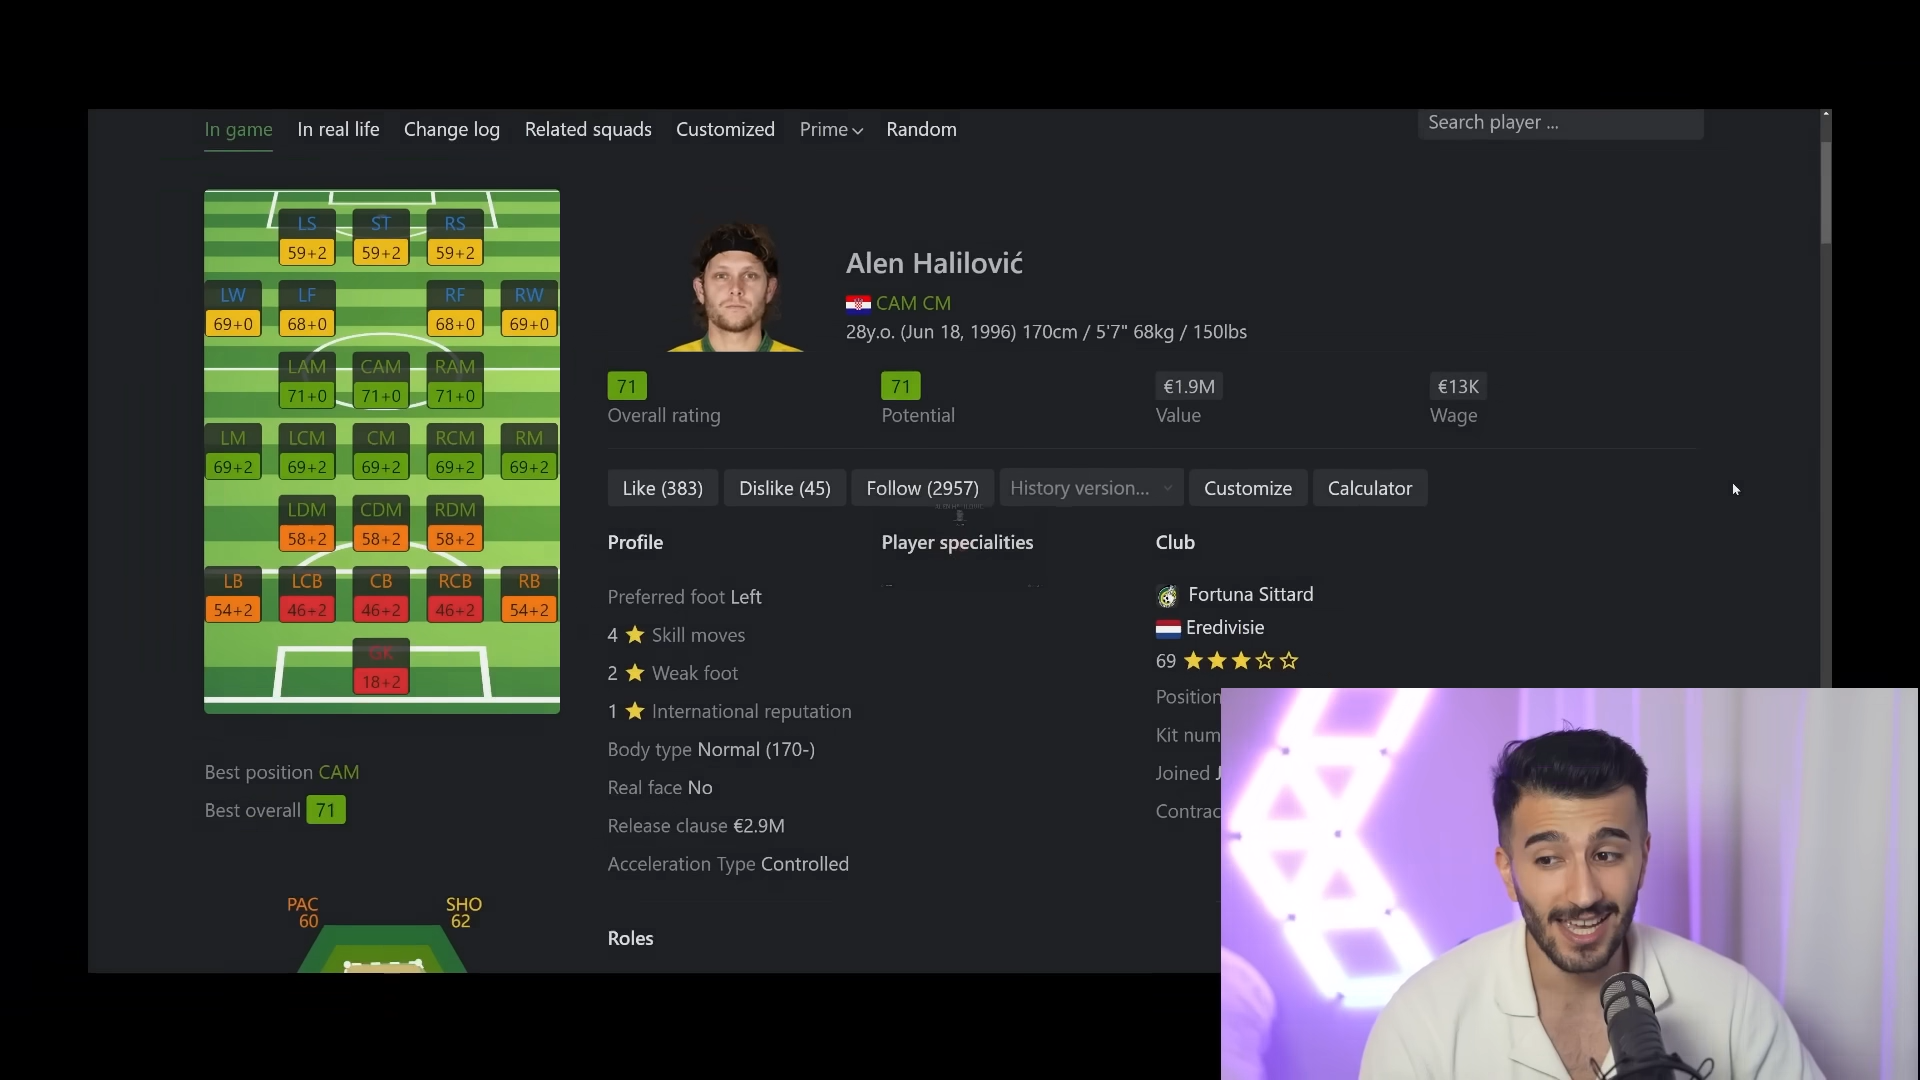 In game In real life Change log Related squads Customized Prime Random
Search player ...
LS ST RS
59+2 59+2 59+2
LW LF RF RW
69+0 68+0 68+0 69+0
LAM CAM RAM
71+0 71+0 71+0
LM LCM CM RCM RM
69+2 69+2 69+2 69+2 69+2
LDM CDM RDM
58+2 58+2 58+2
LB LCB CB RCB RB
54+2 46+2 46+2 46+2 54+2
GK
18+2
Best position CAM
Best overall 71
PAC SHO
60 62
Alen Halilović
CAM CM
28y.o. (Jun 18, 1996) 170cm / 5'7" 68kg / 150lbs
71 71 €1.9M €13K
Overall rating Potential Value Wage
Like (383) Dislike (45) Follow (2957) History version... Customize Calculator
Profile
Preferred foot Left
4 Skill moves
2 Weak foot
1 International reputation
Body type Normal (170-)
Real face No
Release clause €2.9M
Acceleration Type Controlled
Roles
Player specialities
Club
Fortuna Sittard
Eredivisie
69
Position
Kit num
Joined J
Contrac